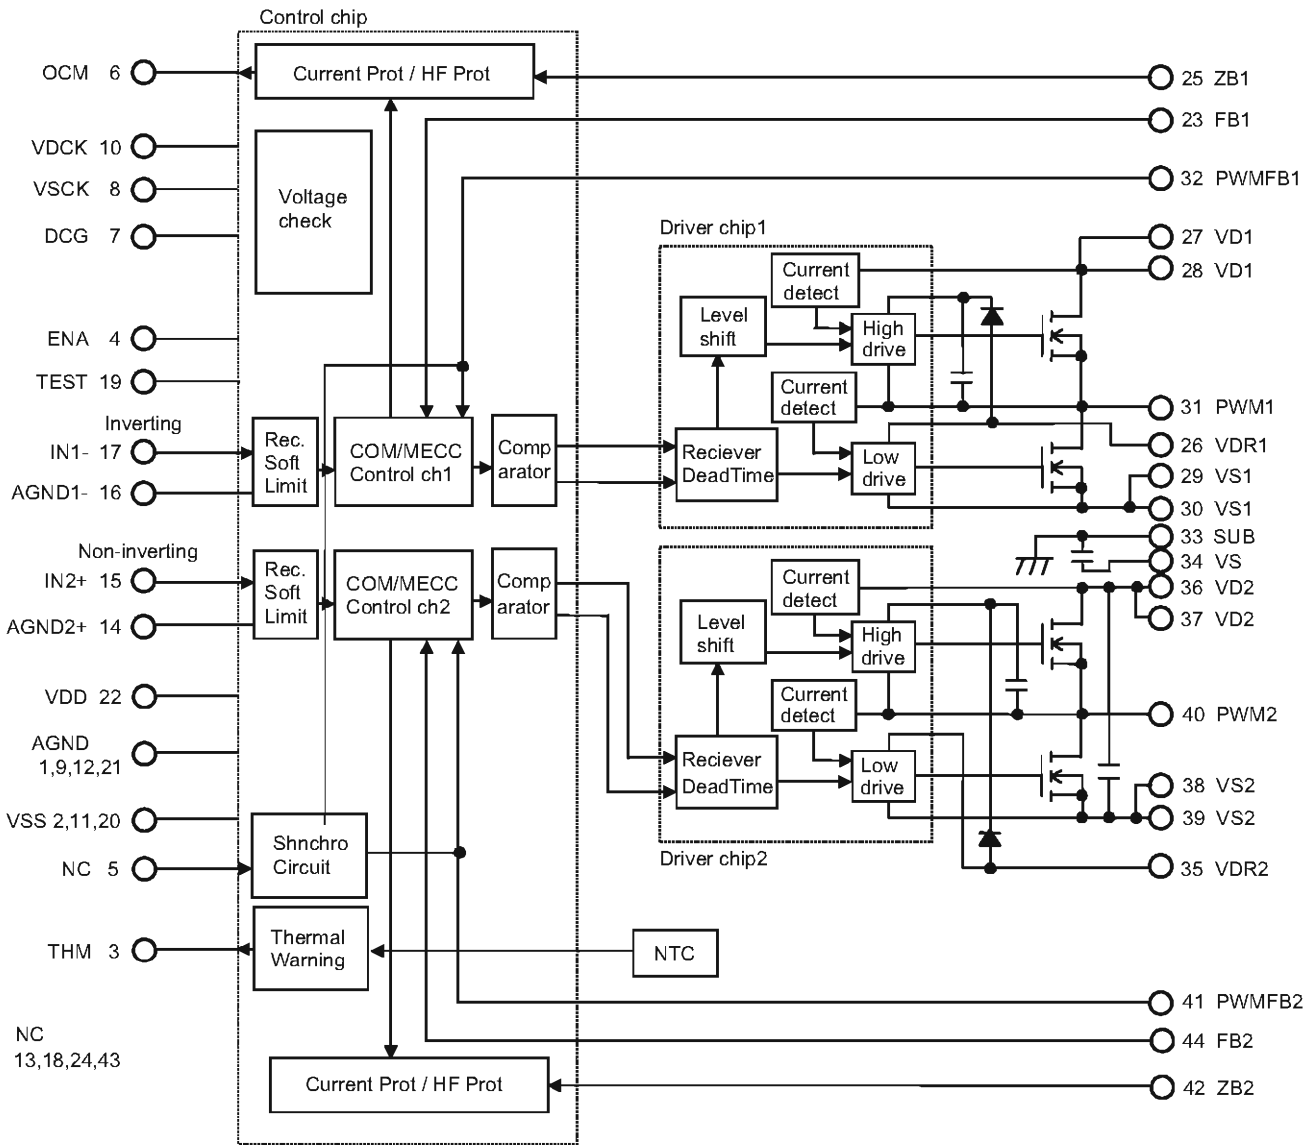 Control chip
OCM 6
Current Prot / HF Prot
25 ZB1
23 FB1
VDCK 10
VSCK 8
DCG 7
Voltage
check
32 PWMFB1
Driver chip1
27 VD1
28 VD1
Current
detect
Level
shift
High
drive
ENA 4
TEST 19
Inverting
IN1- 17
AGND1- 16
Rec.
Soft
Limit
COM/MECC
Control ch1
Comp
arator
Current
detect
Reciever
DeadTime
Low
drive
31 PWM1
26 VDR1
29 VS1
30 VS1
33 SUB
34 VS
36 VD2
37 VD2
Non-inverting
IN2+ 15
AGND2+ 14
Rec.
Soft
Limit
COM/MECC
Control ch2
Comp
arator
Current
detect
Level
shift
High
drive
Current
detect
Reciever
DeadTime
Low
drive
Driver chip2
40 PWM2
38 VS2
39 VS2
35 VDR2
VDD 22
AGND
1,9,12,21
VSS 2,11,20
NC 5
Shnchro
Circuit
THM 3
Thermal
Warning
NTC
41 PWMFB2
44 FB2
42 ZB2
NC
13,18,24,43
Current Prot / HF Prot